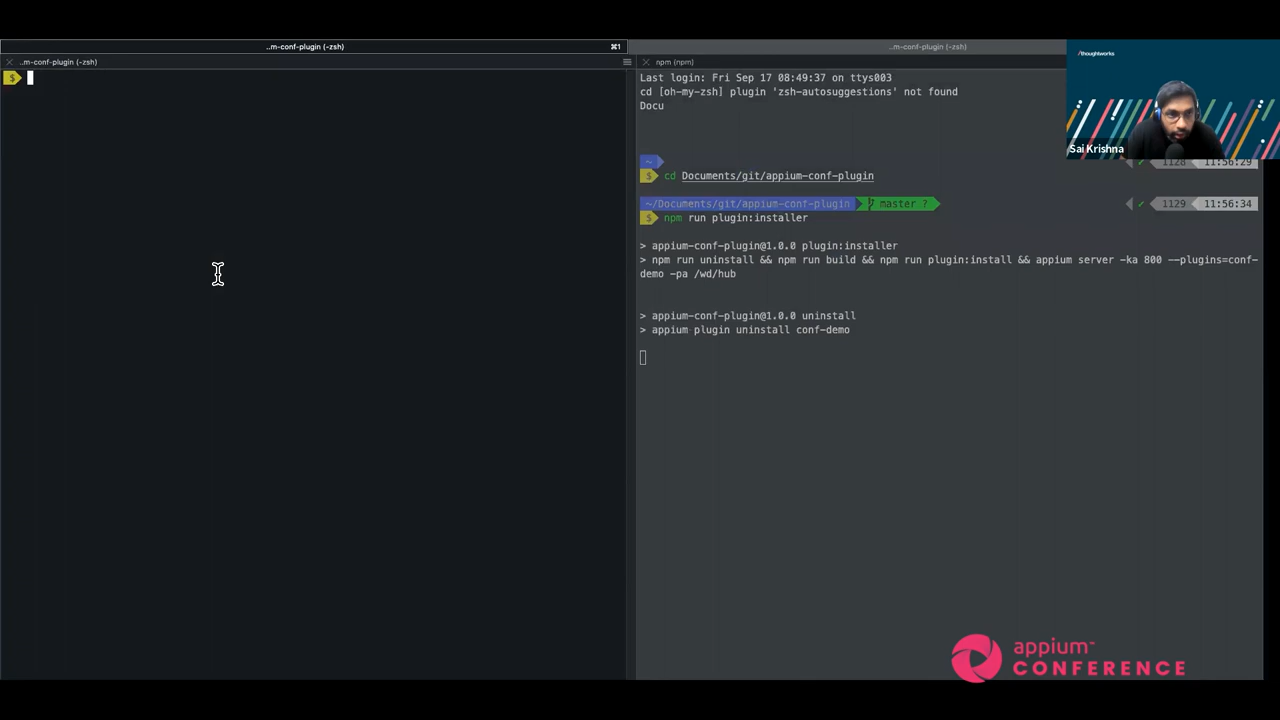 ..m-conf-plugin (-zsh)
⌘1
..m-conf-plugin (-zsh)
$
..m-conf-plugin (-zsh)
npm (npm)
Last login: Fri Sep 17 08:49:37 on ttys003
cd [oh-my-zsh] plugin 'zsh-autosuggestions' not found
Docu
~
✓ 1128 11:56:29
$ cd Documents/git/appium-conf-plugin
~/Documents/git/appium-conf-plugin master ? ✓ 1129 11:56:34
$ npm run plugin:installer
> appium-conf-plugin@1.0.0 plugin:installer
> npm run uninstall && npm run build && npm run plugin:install && appium server -ka 800 --plugins=conf-
demo -pa /wd/hub
> appium-conf-plugin@1.0.0 uninstall
> appium plugin uninstall conf-demo
/thoughtworks
Sai Krishna
appium™
CONFERENCE